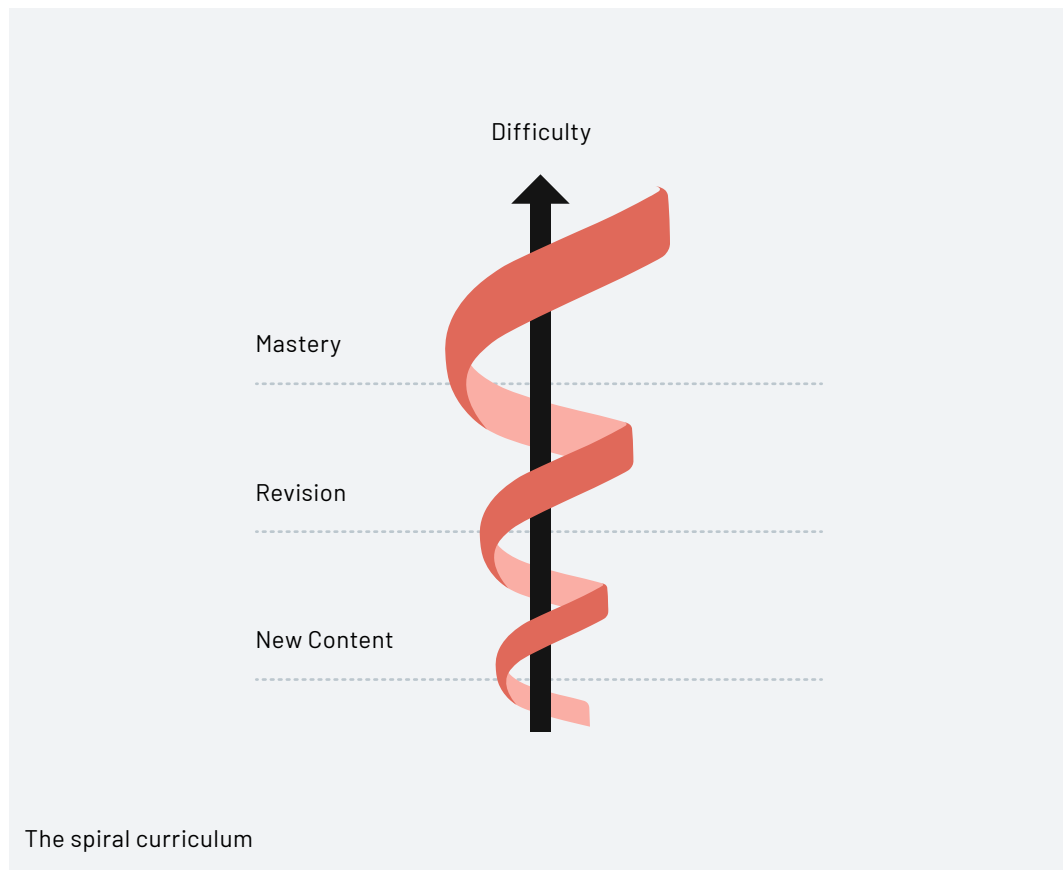 Difficulty
Mastery
Revision
New Content
The spiral curriculum